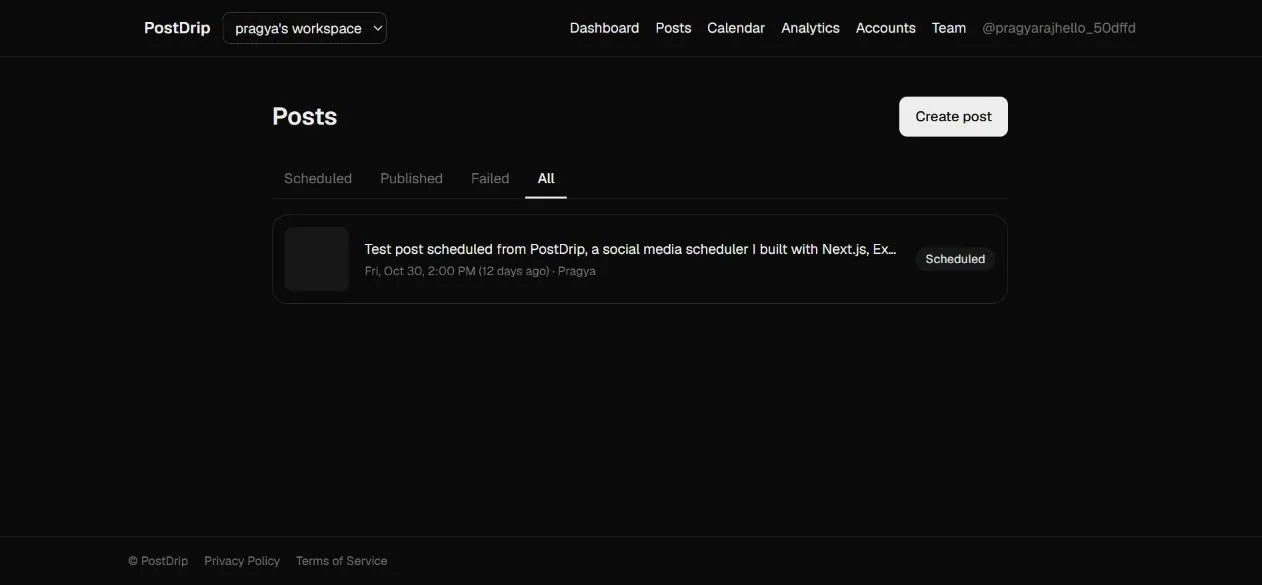 PostDrip pragya's workspace Dashboard Posts Calendar Analytics Accounts Team @pragyarajhello_50dffd
Posts Create post
Scheduled Published Failed All
Test post scheduled from PostDrip, a social media scheduler I built with Next.js, Ex...
Fri, Oct 30, 2:00 PM (12 days ago) · Pragya
Scheduled
© PostDrip Privacy Policy Terms of Service